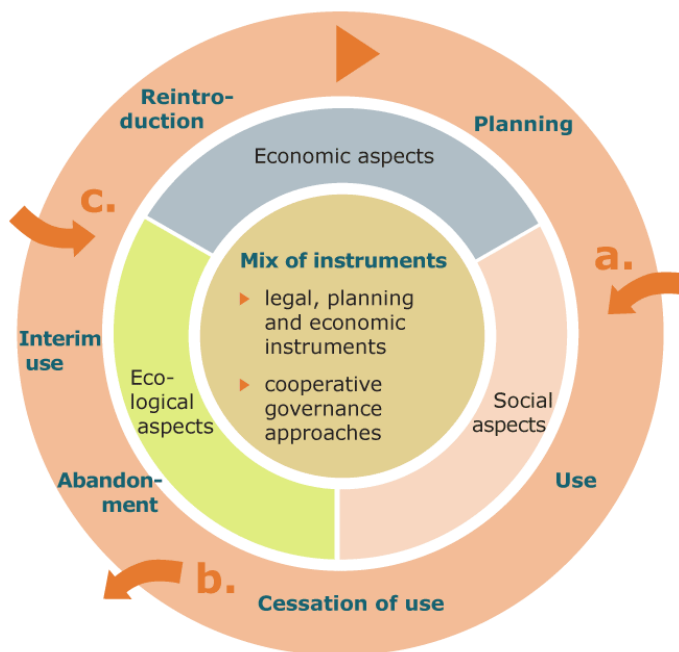 Reintro-
duction
Planning
Economic aspects
c.
a.
Mix of instruments
legal, planning
and economic
instruments
cooperative
governance
approaches
Interim
use
Eco-
logical
aspects
Social
aspects
Abandon-
ment
Use
b.
Cessation of use